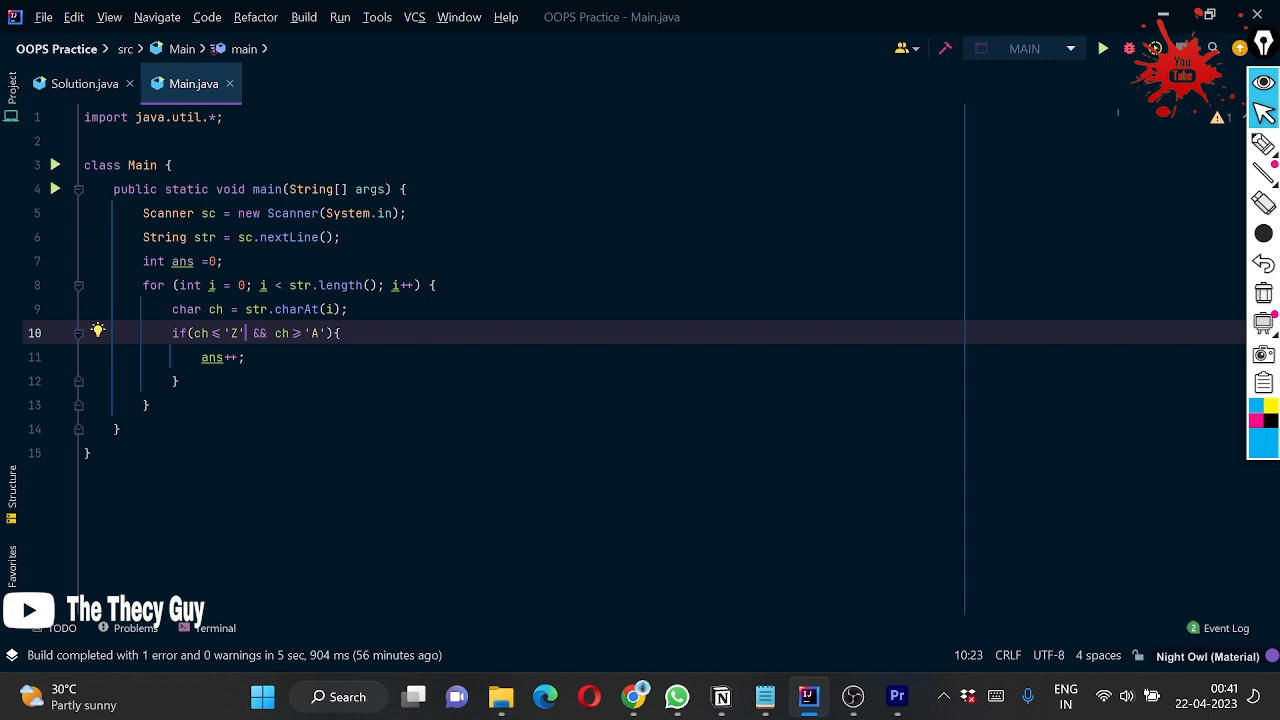 File Edit View Navigate Code Refactor Build Run Tools VCS Window Help OOPS Practice - Main.java
OOPS Practice src Main main MAIN
You
Tube
Project Solution.java Main.java
1 import java.util.*;
2
3 class Main {
4 public static void main(String[] args) {
5 Scanner sc = new Scanner(System.in);
6 String str = sc.nextLine();
7 int ans =0;
8 for (int i = 0; i < str.length(); i++) {
9 char ch = str.charAt(i);
10 if(ch<='Z' && ch>='A'){
11 ans++;
12 }
13 }
14 }
15 }
1
Structure
Favorites
The Thecy Guy
TODO Problems Terminal 2 Event Log
Build completed with 1 error and 0 warnings in 5 sec, 904 ms (56 minutes ago) 10:23 CRLF UTF-8 4 spaces Night Owl (Material)
30°C
Partly sunny
Search
Pr
ENG
IN
00:41
22-04-2023